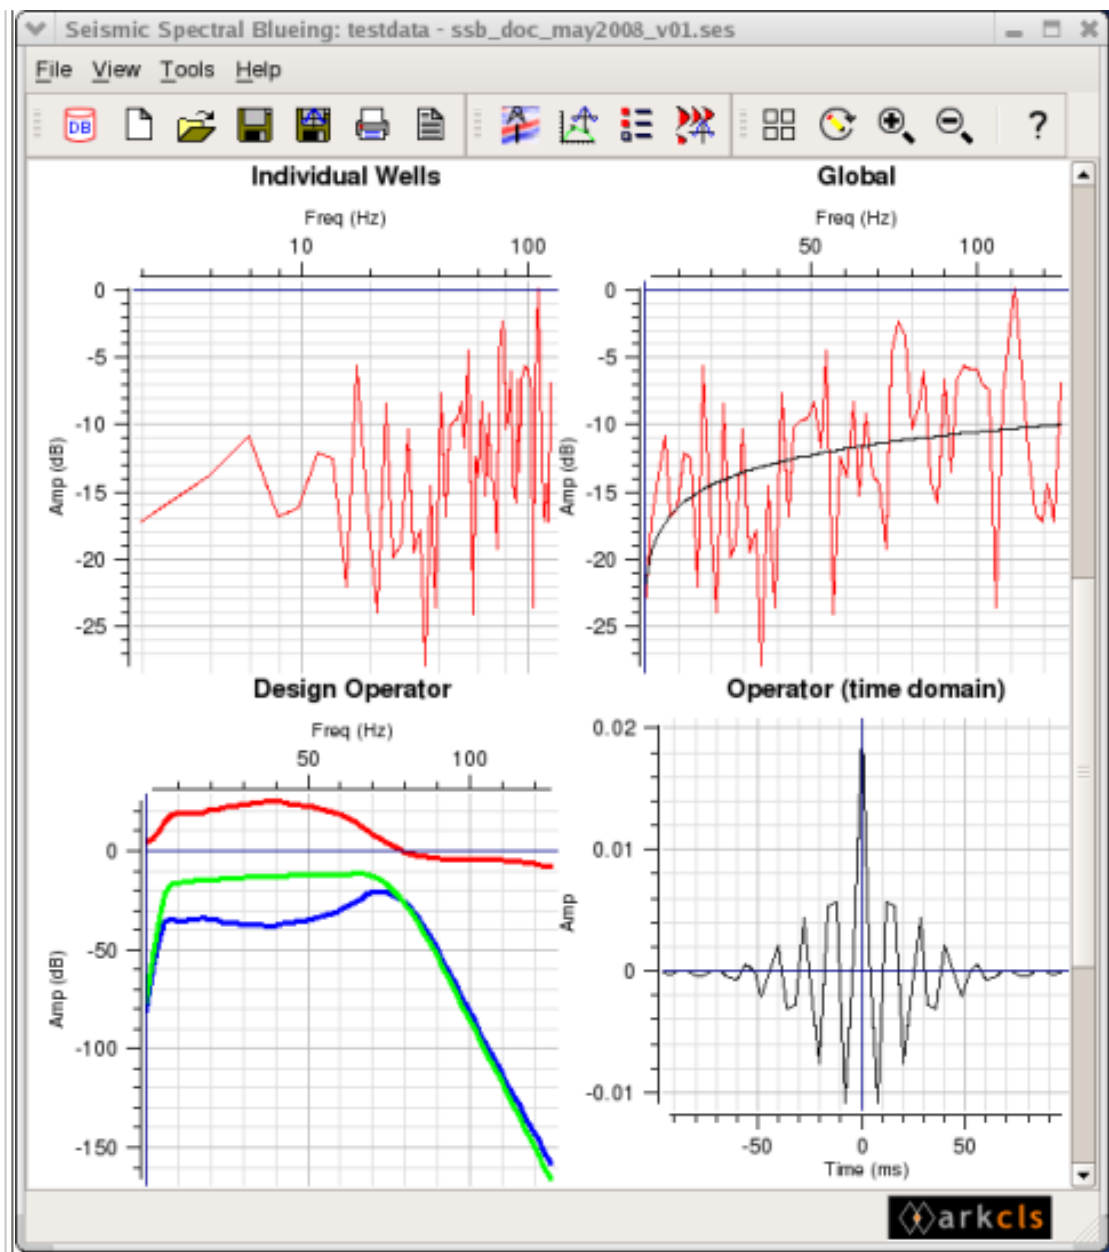 Seismic Spectral Blueing: testdata - ssb_doc_may2008_v01.ses
File View Tools Help
DB ?
Individual Wells
Freq (Hz)
10 100
Amp (dB)
0
-5
-10
-15
-20
-25
Global
Freq (Hz)
50 100
Amp (dB)
0
-5
-10
-15
-20
-25
Design Operator
Freq (Hz)
50 100
Amp (dB)
0
-50
-100
-150
Operator (time domain)
Amp
0.02
0.01
0
-0.01
-50 0 50
Time (ms)
arkcls